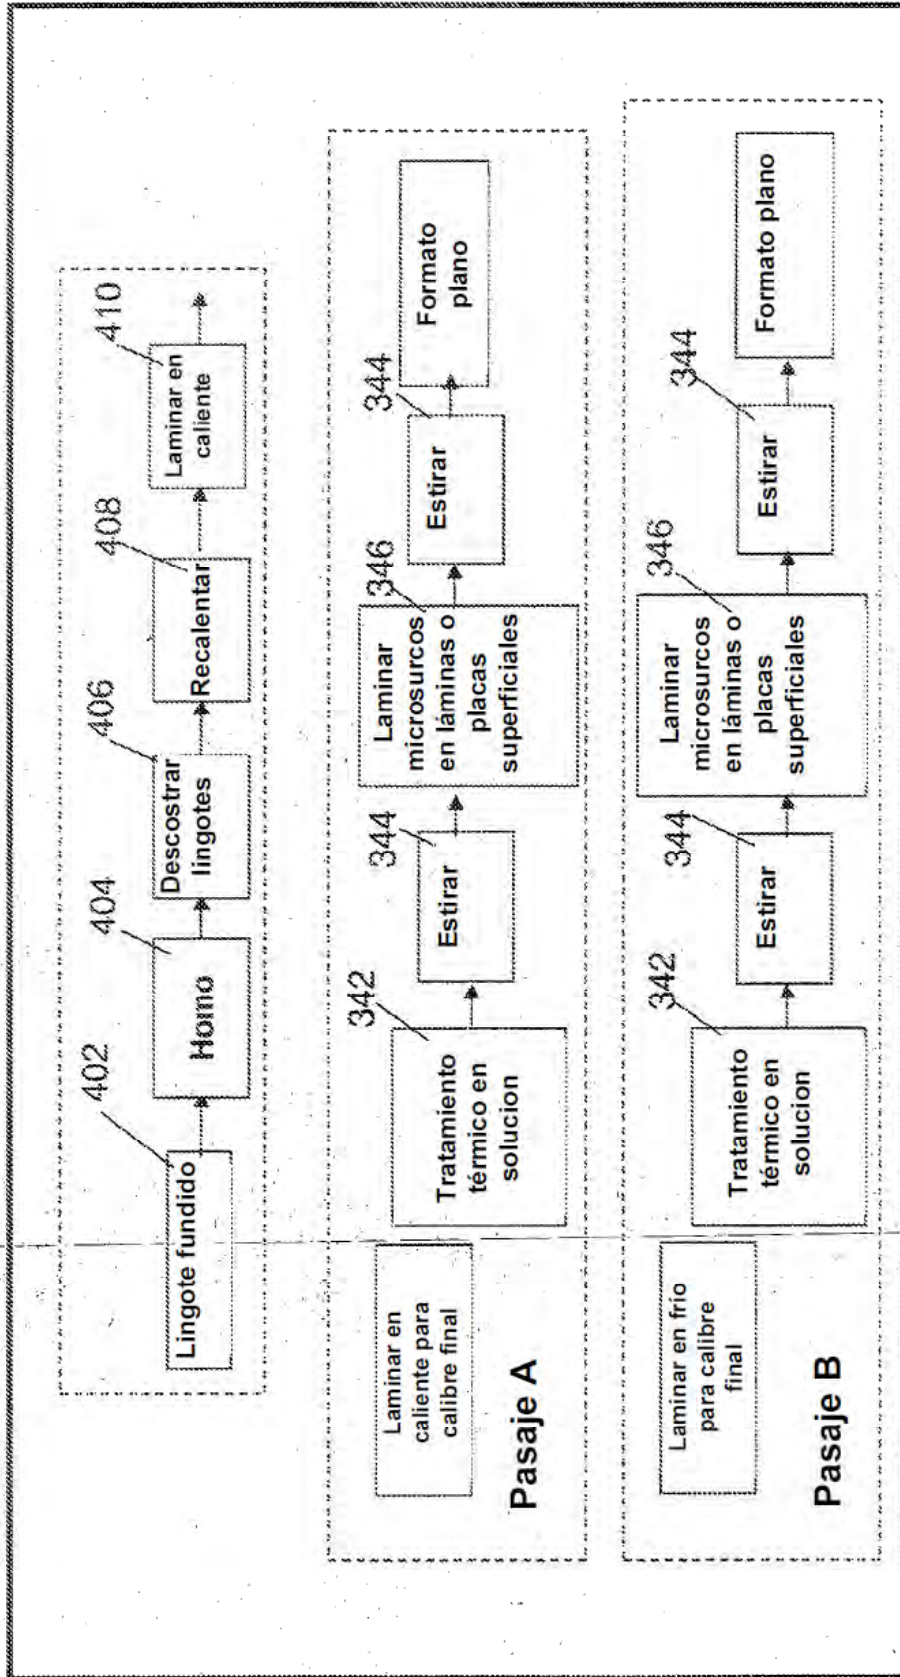 402
404
406
408
410
Lingote fundido
Homo
Descostrar
lingotes
Recalentar
Laminar en
caliente
Laminar en
caliente para
calibre final
Pasaje A
342
Tratamiento
térmico en
solucion
344
Estirar
346
Laminar
microsurcos
en láminas o
placas
superficiales
344
Estirar
Formato
plano
Laminar en frio
para calibre
final
Pasaje B
342
Tratamiento
térmico en
solucion
344
Estirar
346
Laminar
microsurcos
en láminas o
placas
superficiales
344
Estirar
Formato plano